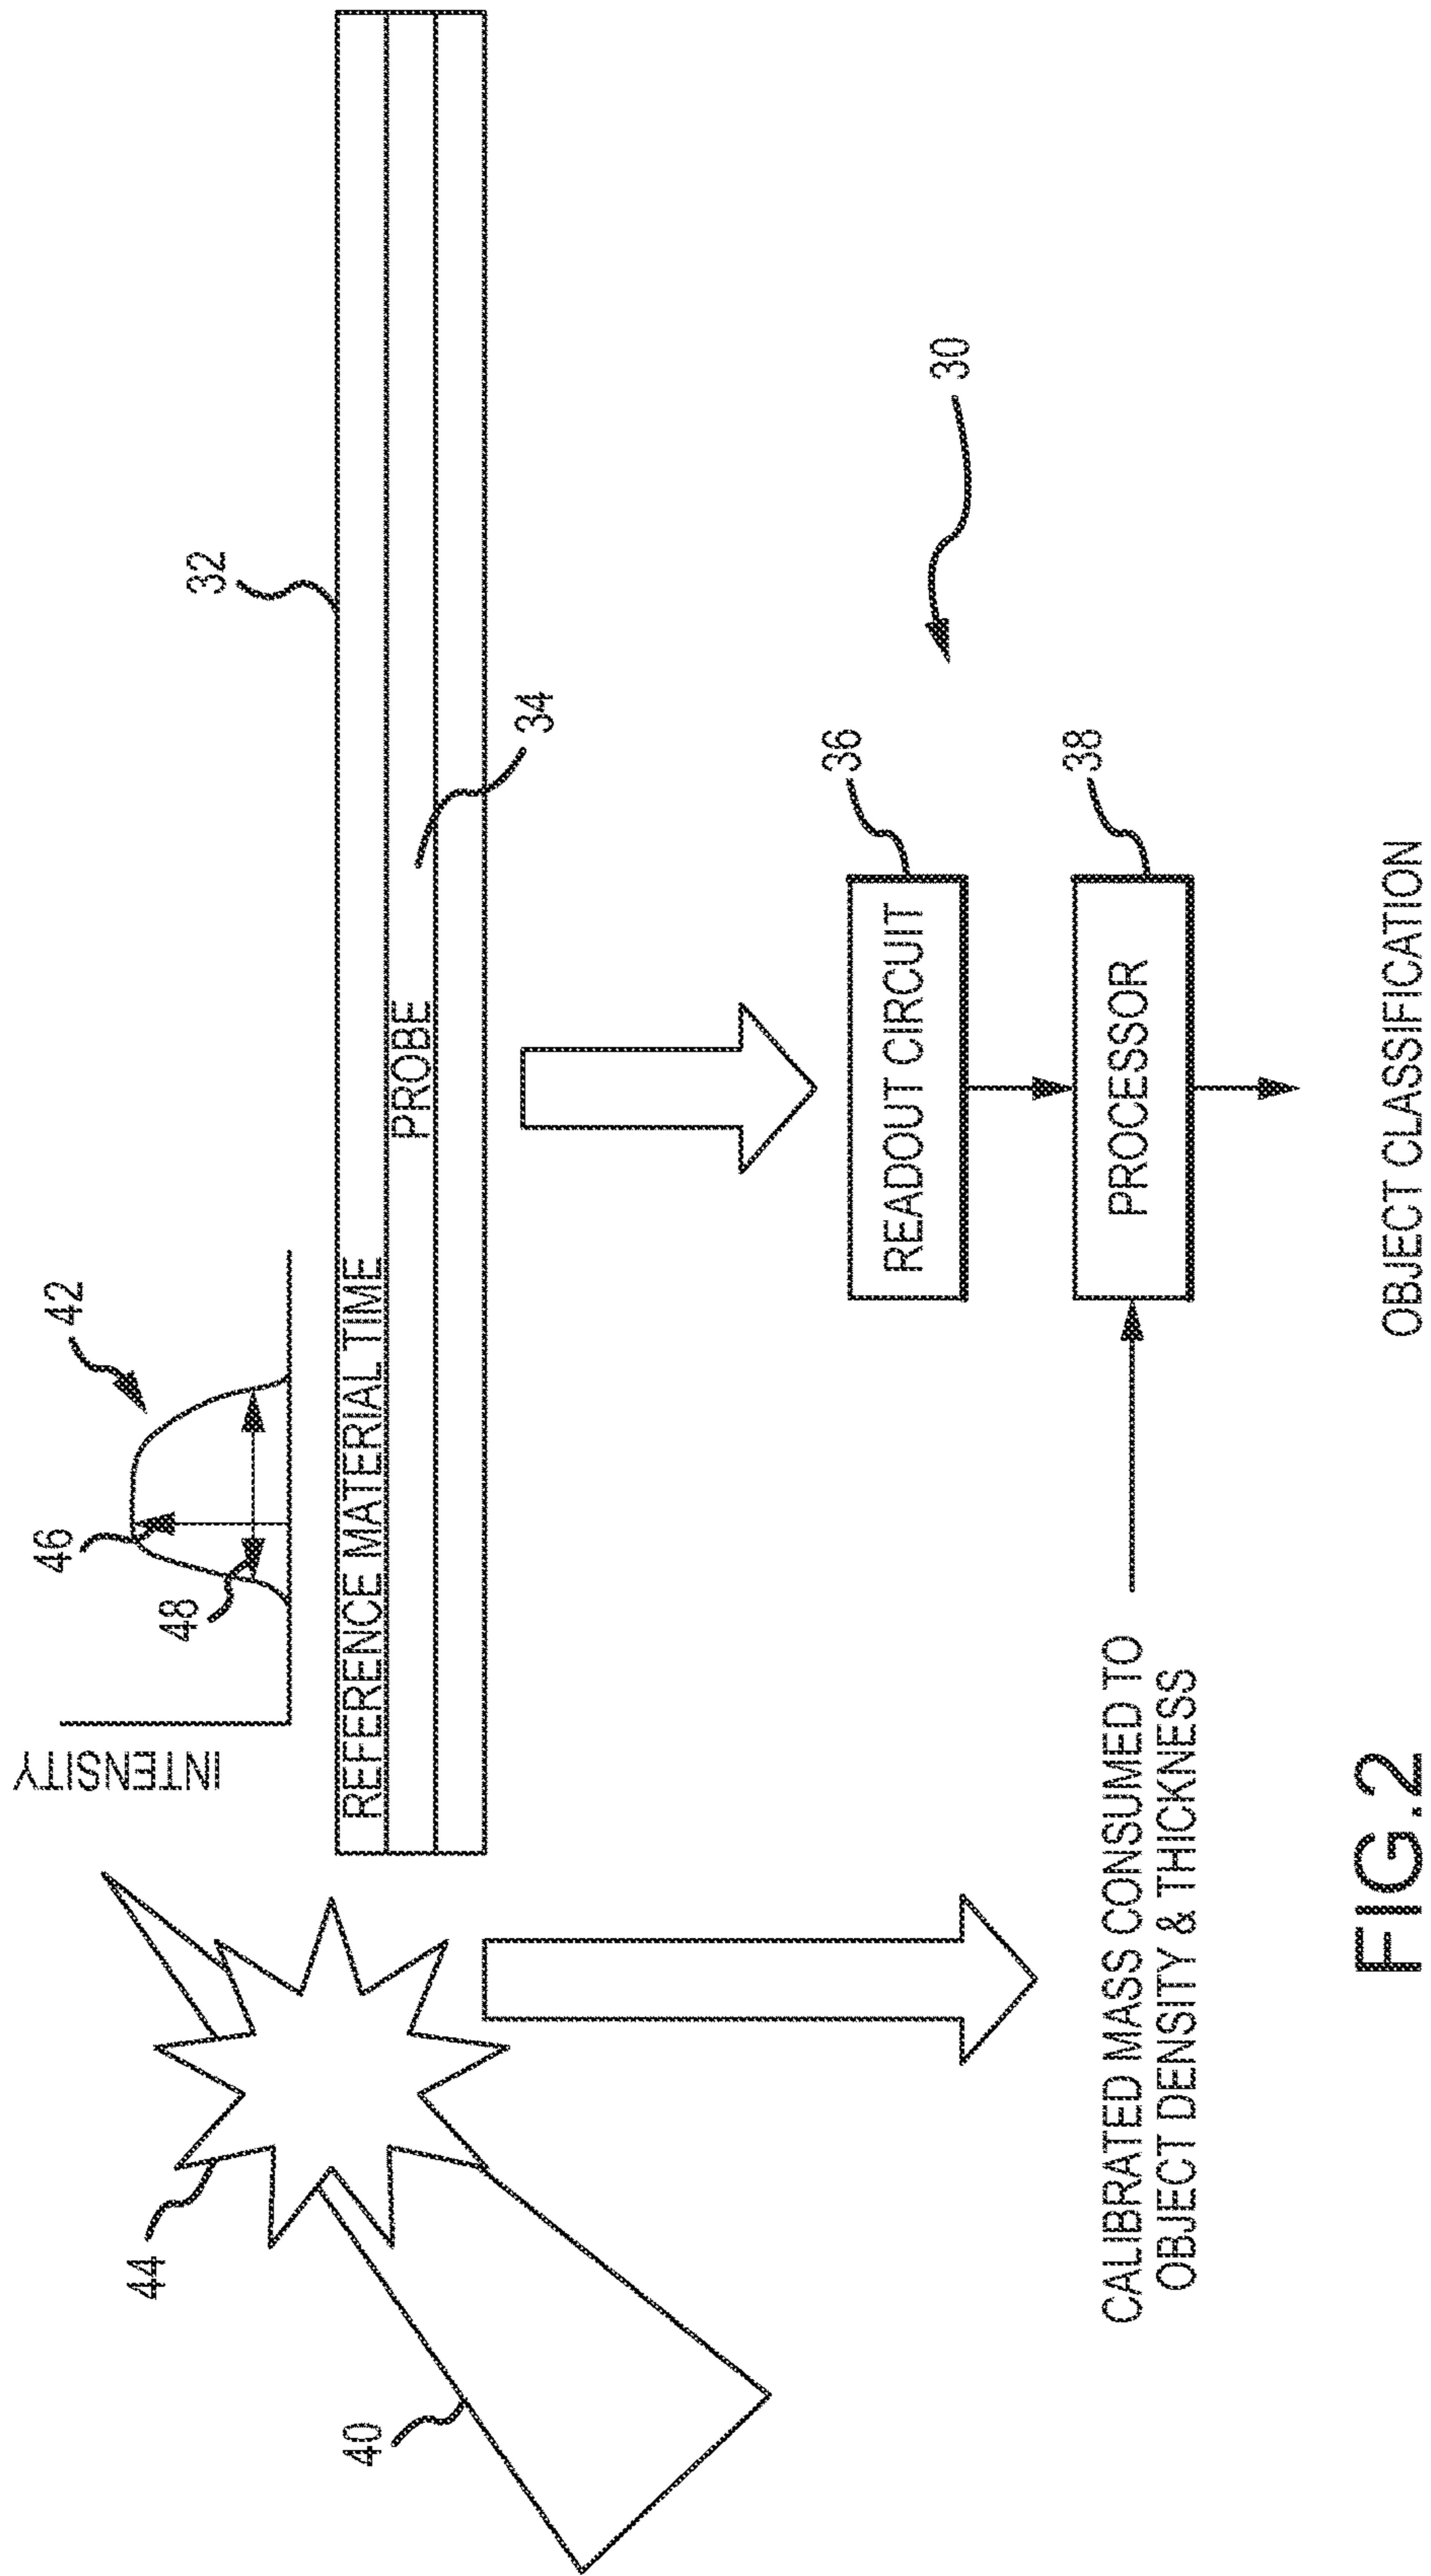 INTENSITY
46
42
48
44
32
REFERENCE MATERIAL TIME
PROBE
34
40
30
36
READOUT CIRCUIT
38
PROCESSOR
CALIBRATED MASS CONSUMED TO
OBJECT DENSITY & THICKNESS
OBJECT CLASSIFICATION
FIG.2